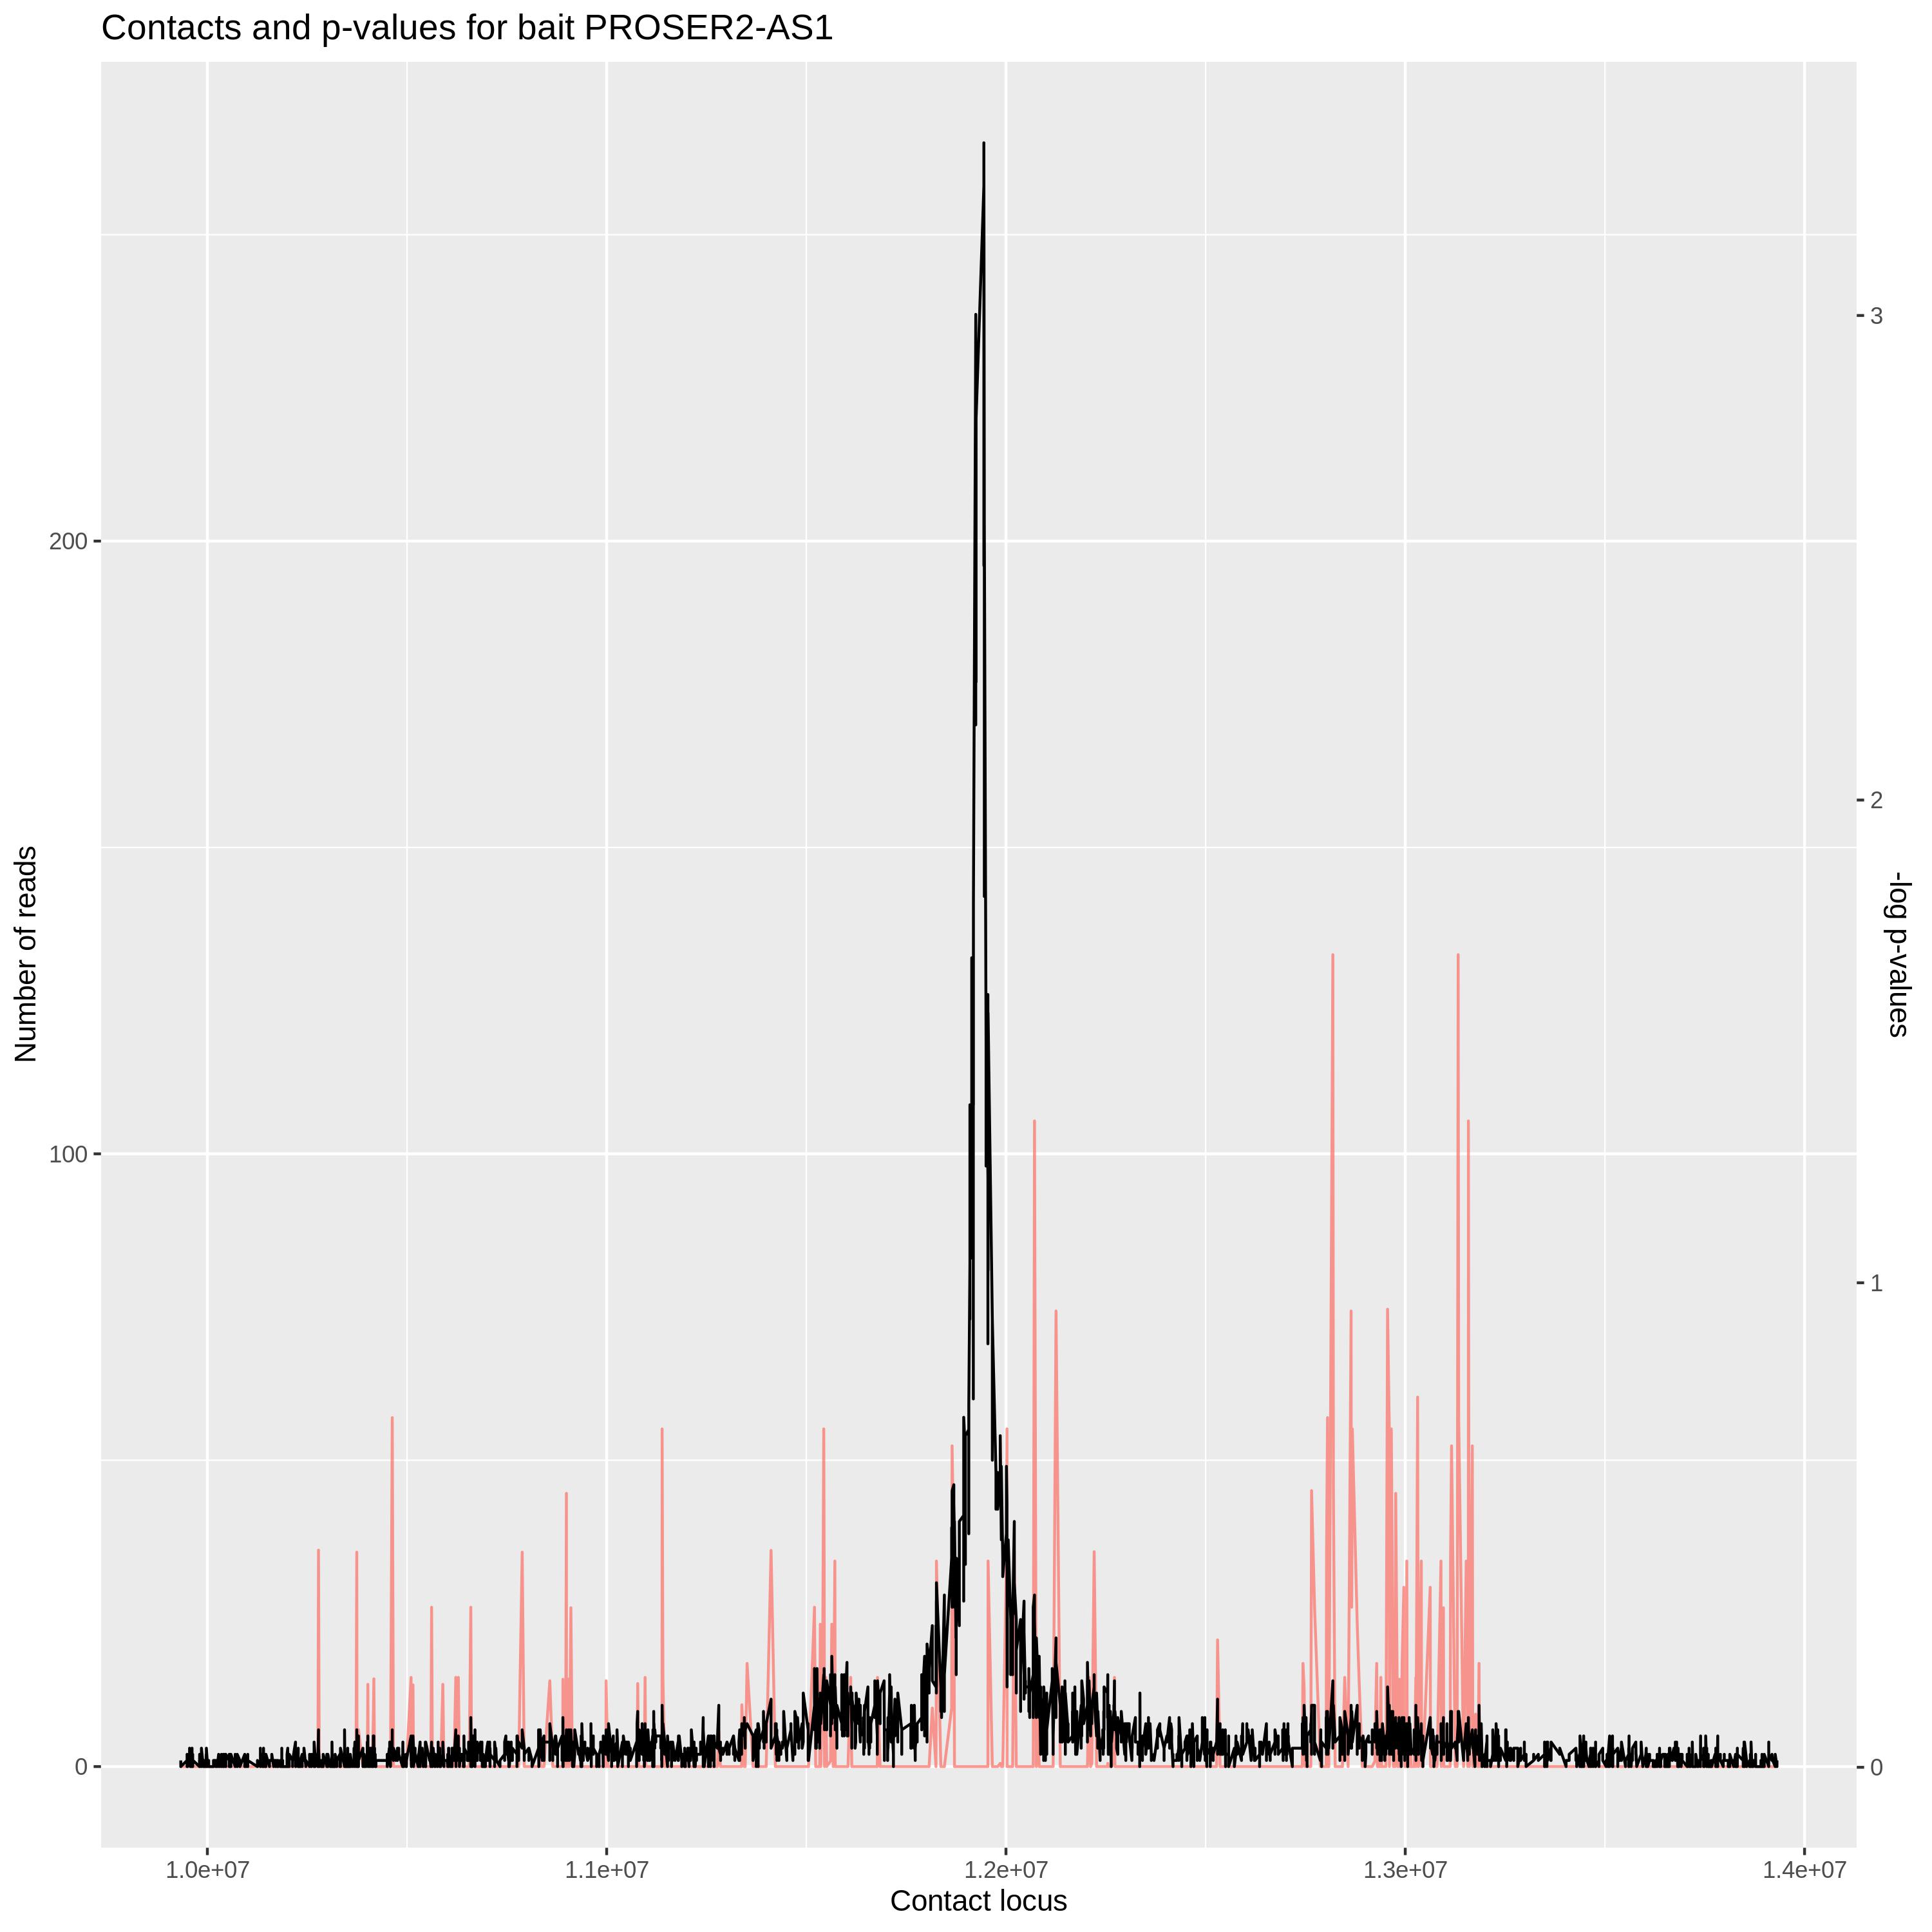 Contacts and p-values for bait PROSER2-AS1
Number of reads
200
100
0
3
2
1
0
-log p-values
1.0e+07 1.1e+07 1.2e+07 1.3e+07 1.4e+07
Contact locus